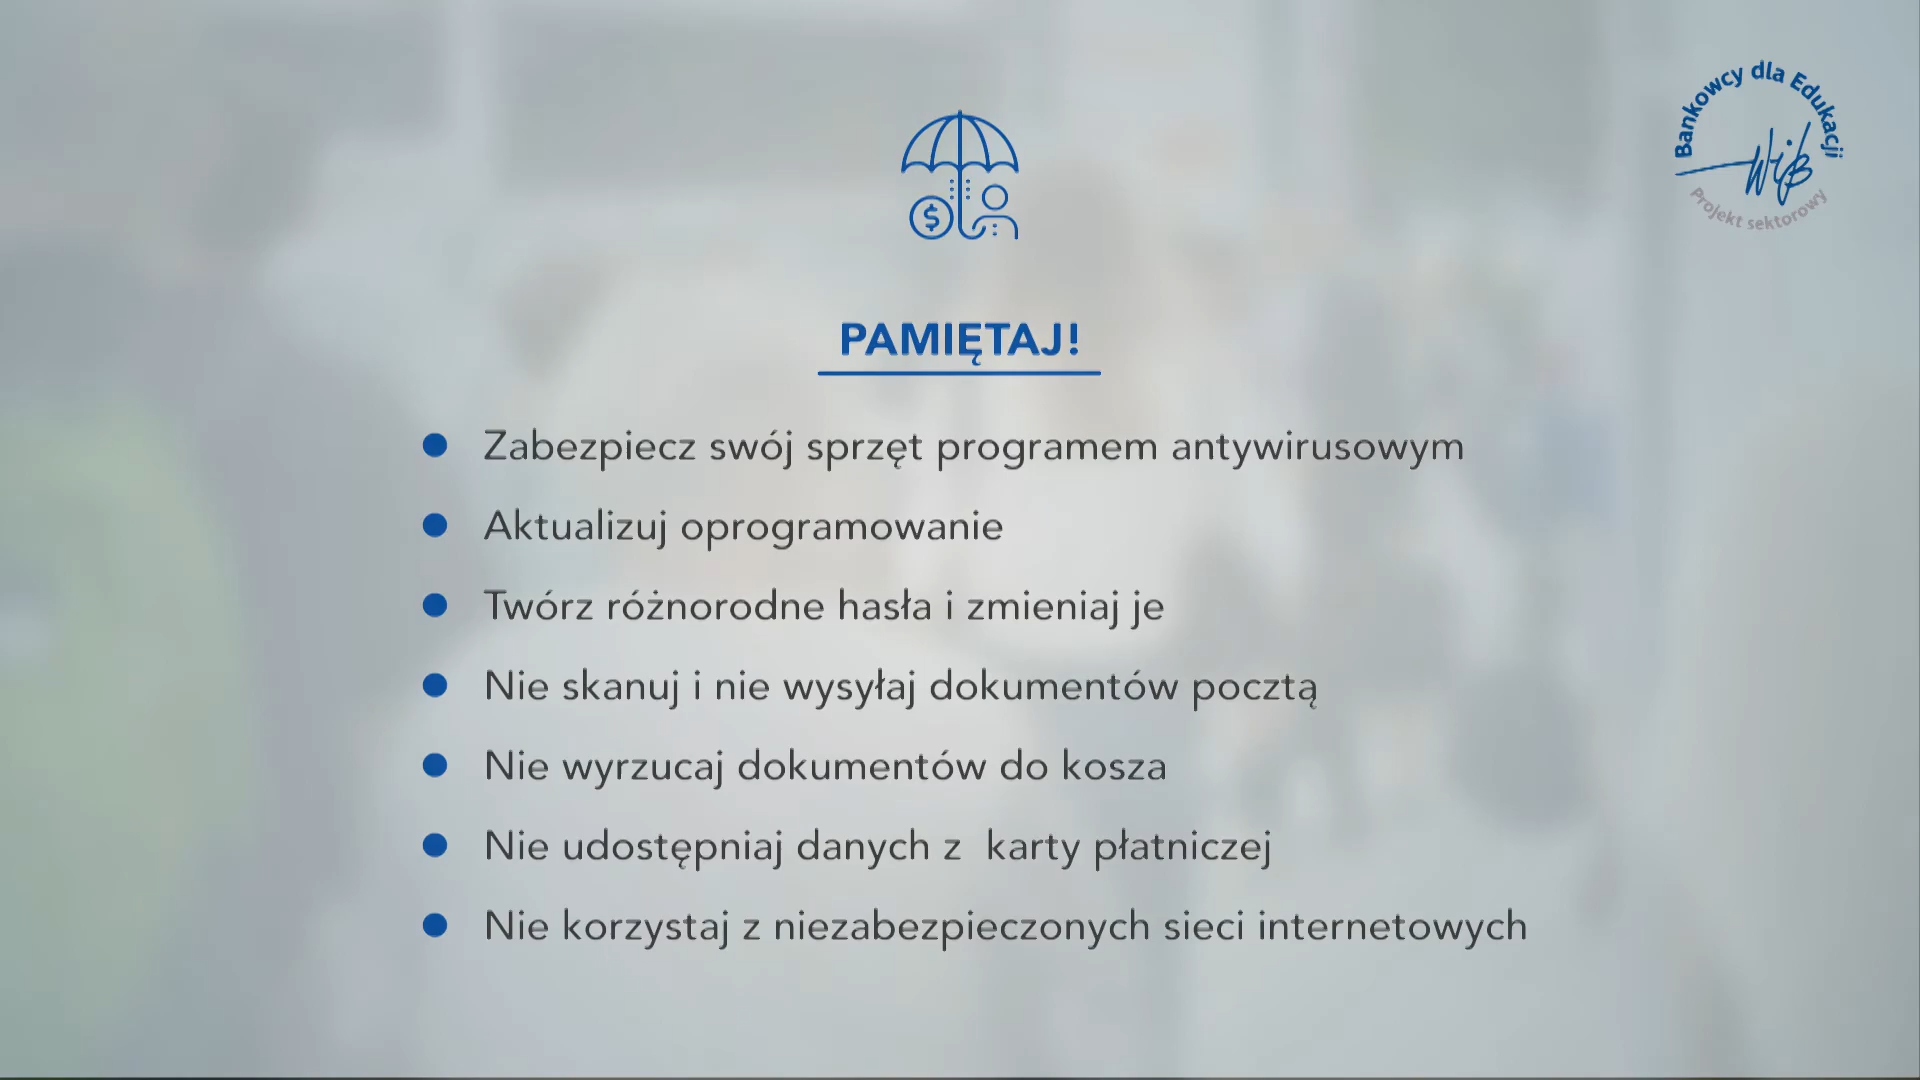 Bankowcy dla Edukacji
WiB
Projekt sektorowy
PAMIĘTAJ!
Zabezpiecz swój sprzęt programem antywirusowym
Aktualizuj oprogramowanie
Twórz różnorodne hasła i zmieniaj je
Nie skanuj i nie wysyłaj dokumentów pocztą
Nie wyrzucaj dokumentów do kosza
Nie udostępniaj danych z karty płatniczej
Nie korzystaj z niezabezpieczonych sieci internetowych